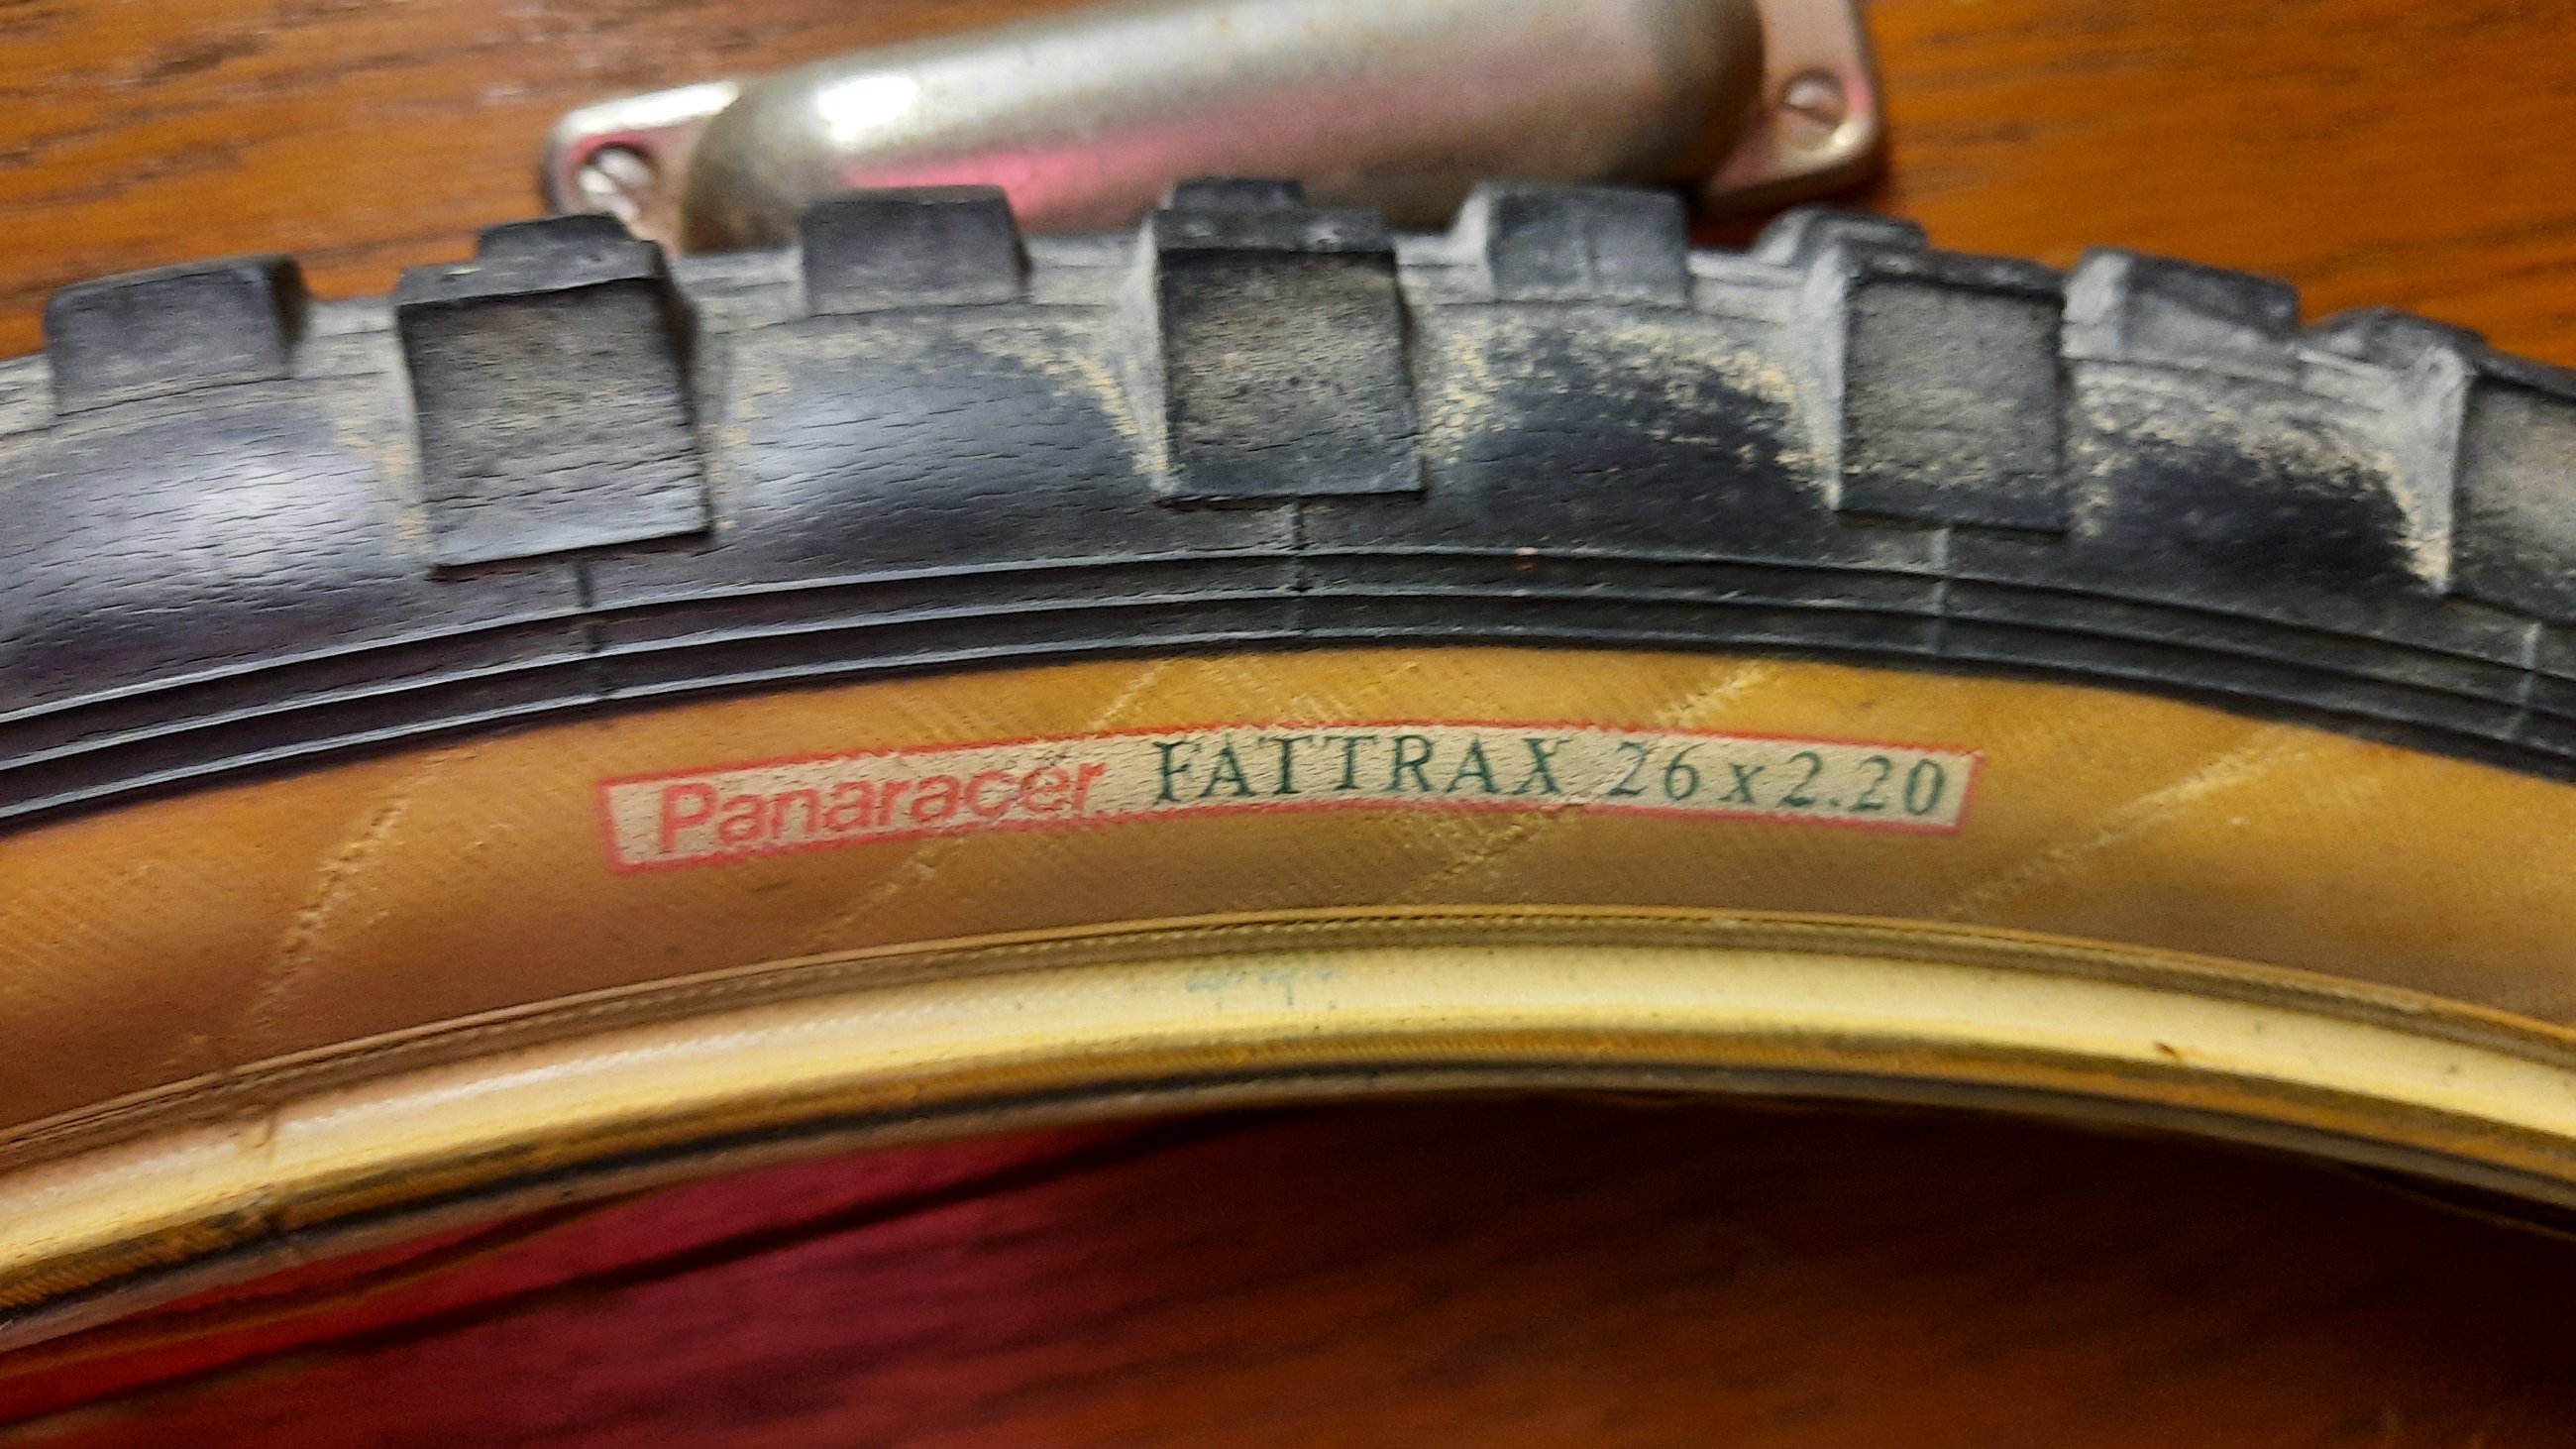 Panaracer FATTRAX 26x2.20